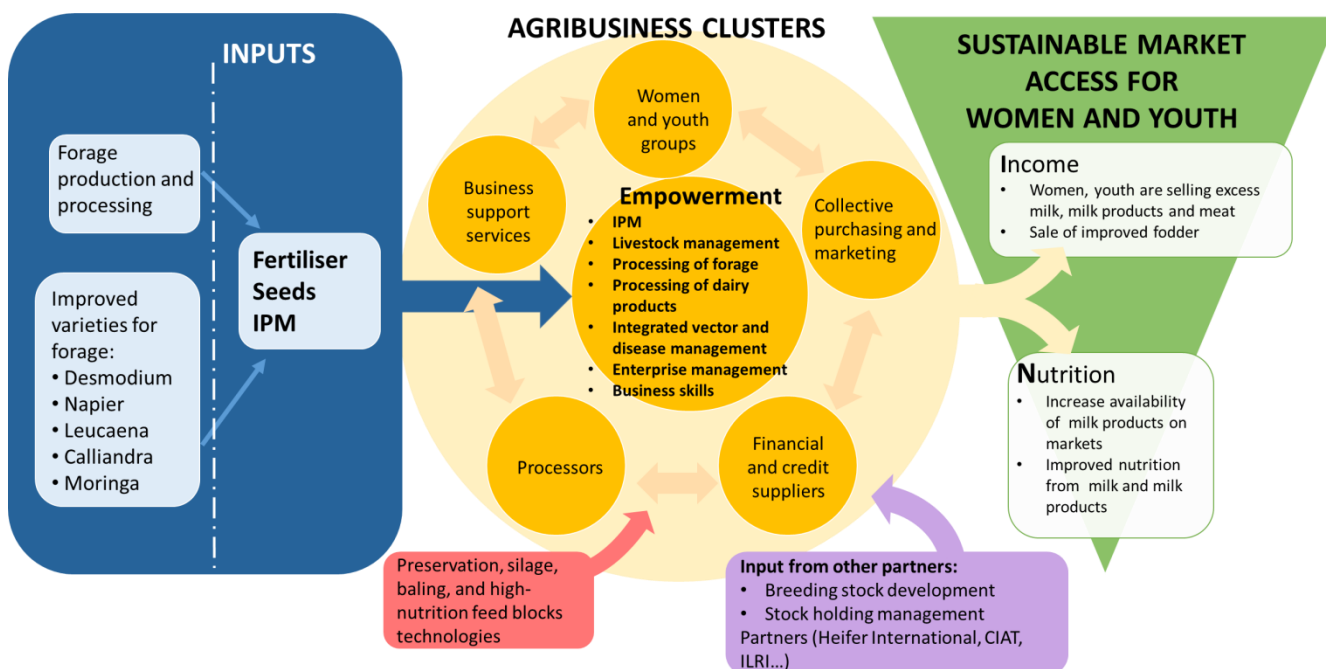 INPUTS
Forage
production and
processing
Improved
varieties for
forage:
• Desmodium
• Napier
• Leucaena
• Calliandra
• Moringa
Fertiliser
Seeds
IPM
AGRIBUSINESS CLUSTERS
Women
and youth
groups
Business
support
services
Collective
purchasing and
marketing
Empowerment
• IPM
• Livestock management
• Processing of forage
• Processing of dairy
products
• Integrated vector and
disease management
• Enterprise management
• Business skills
Processors
Financial
and credit
suppliers
Preservation, silage,
baling, and high-
nutrition feed blocks
technologies
Input from other partners:
• Breeding stock development
• Stock holding management
Partners (Heifer International, CIAT,
ILRI...)
SUSTAINABLE MARKET
ACCESS FOR
WOMEN AND YOUTH
Income
• Women, youth are selling excess
milk, milk products and meat
• Sale of improved fodder
Nutrition
• Increase availability
of milk products on
markets
• Improved nutrition
from milk and milk
products